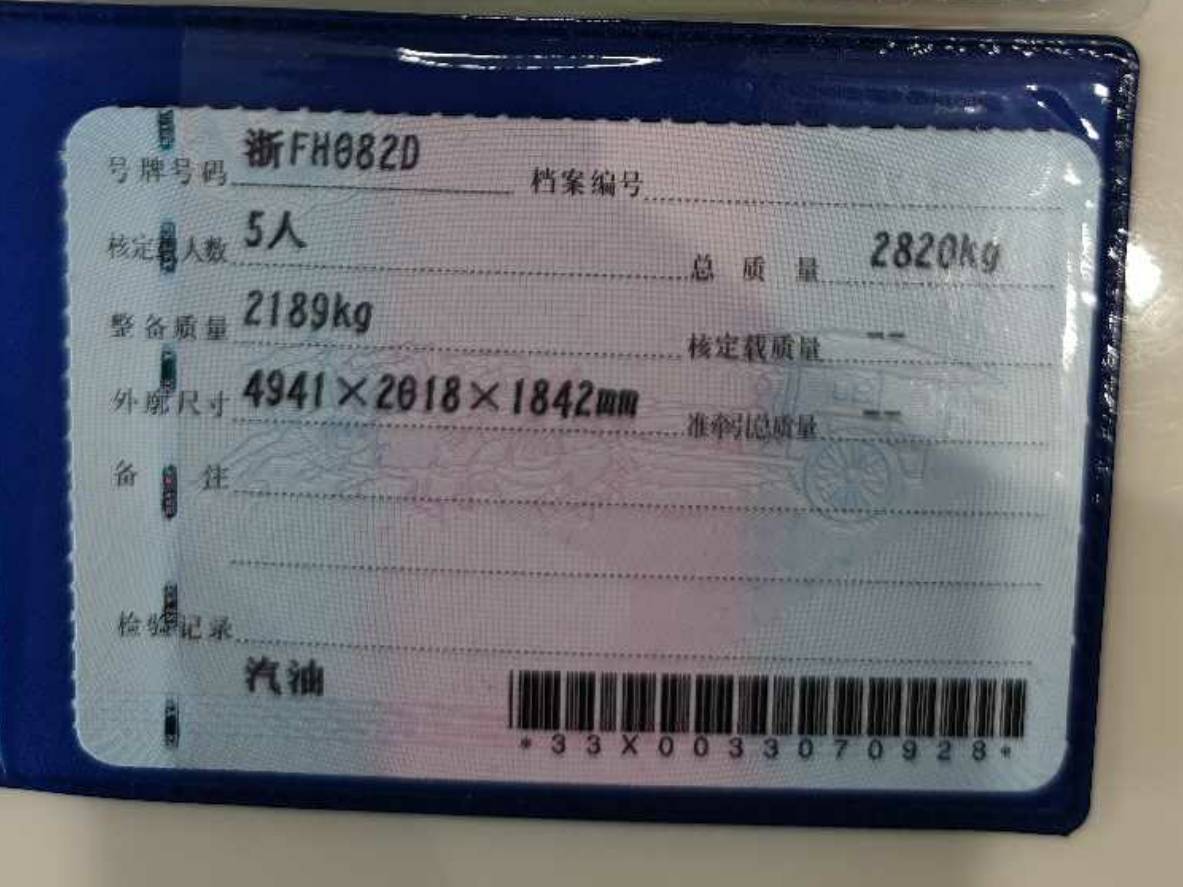 号牌号码 浙FH082D 档案编号
核定载人数 5人 总质量 2820kg
整备质量 2189kg 核定载质量 --
外廓尺寸 4941×2018×1842mm 准牵引总质量 --
备注
检验记录
汽油
*33X0033070928*